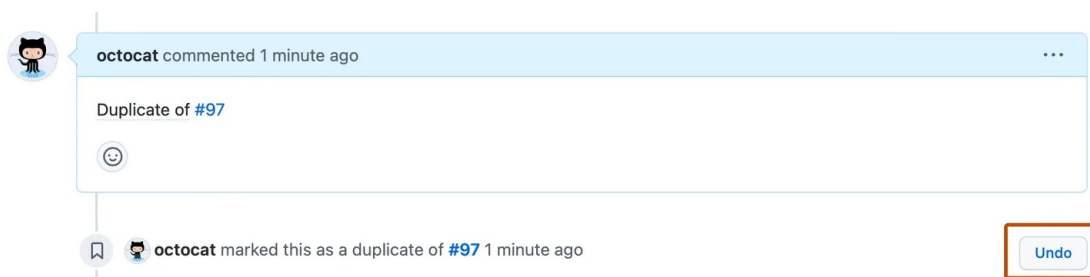 octocat commented 1 minute ago
Duplicate of #97
octocat marked this as a duplicate of #97 1 minute ago
Undo